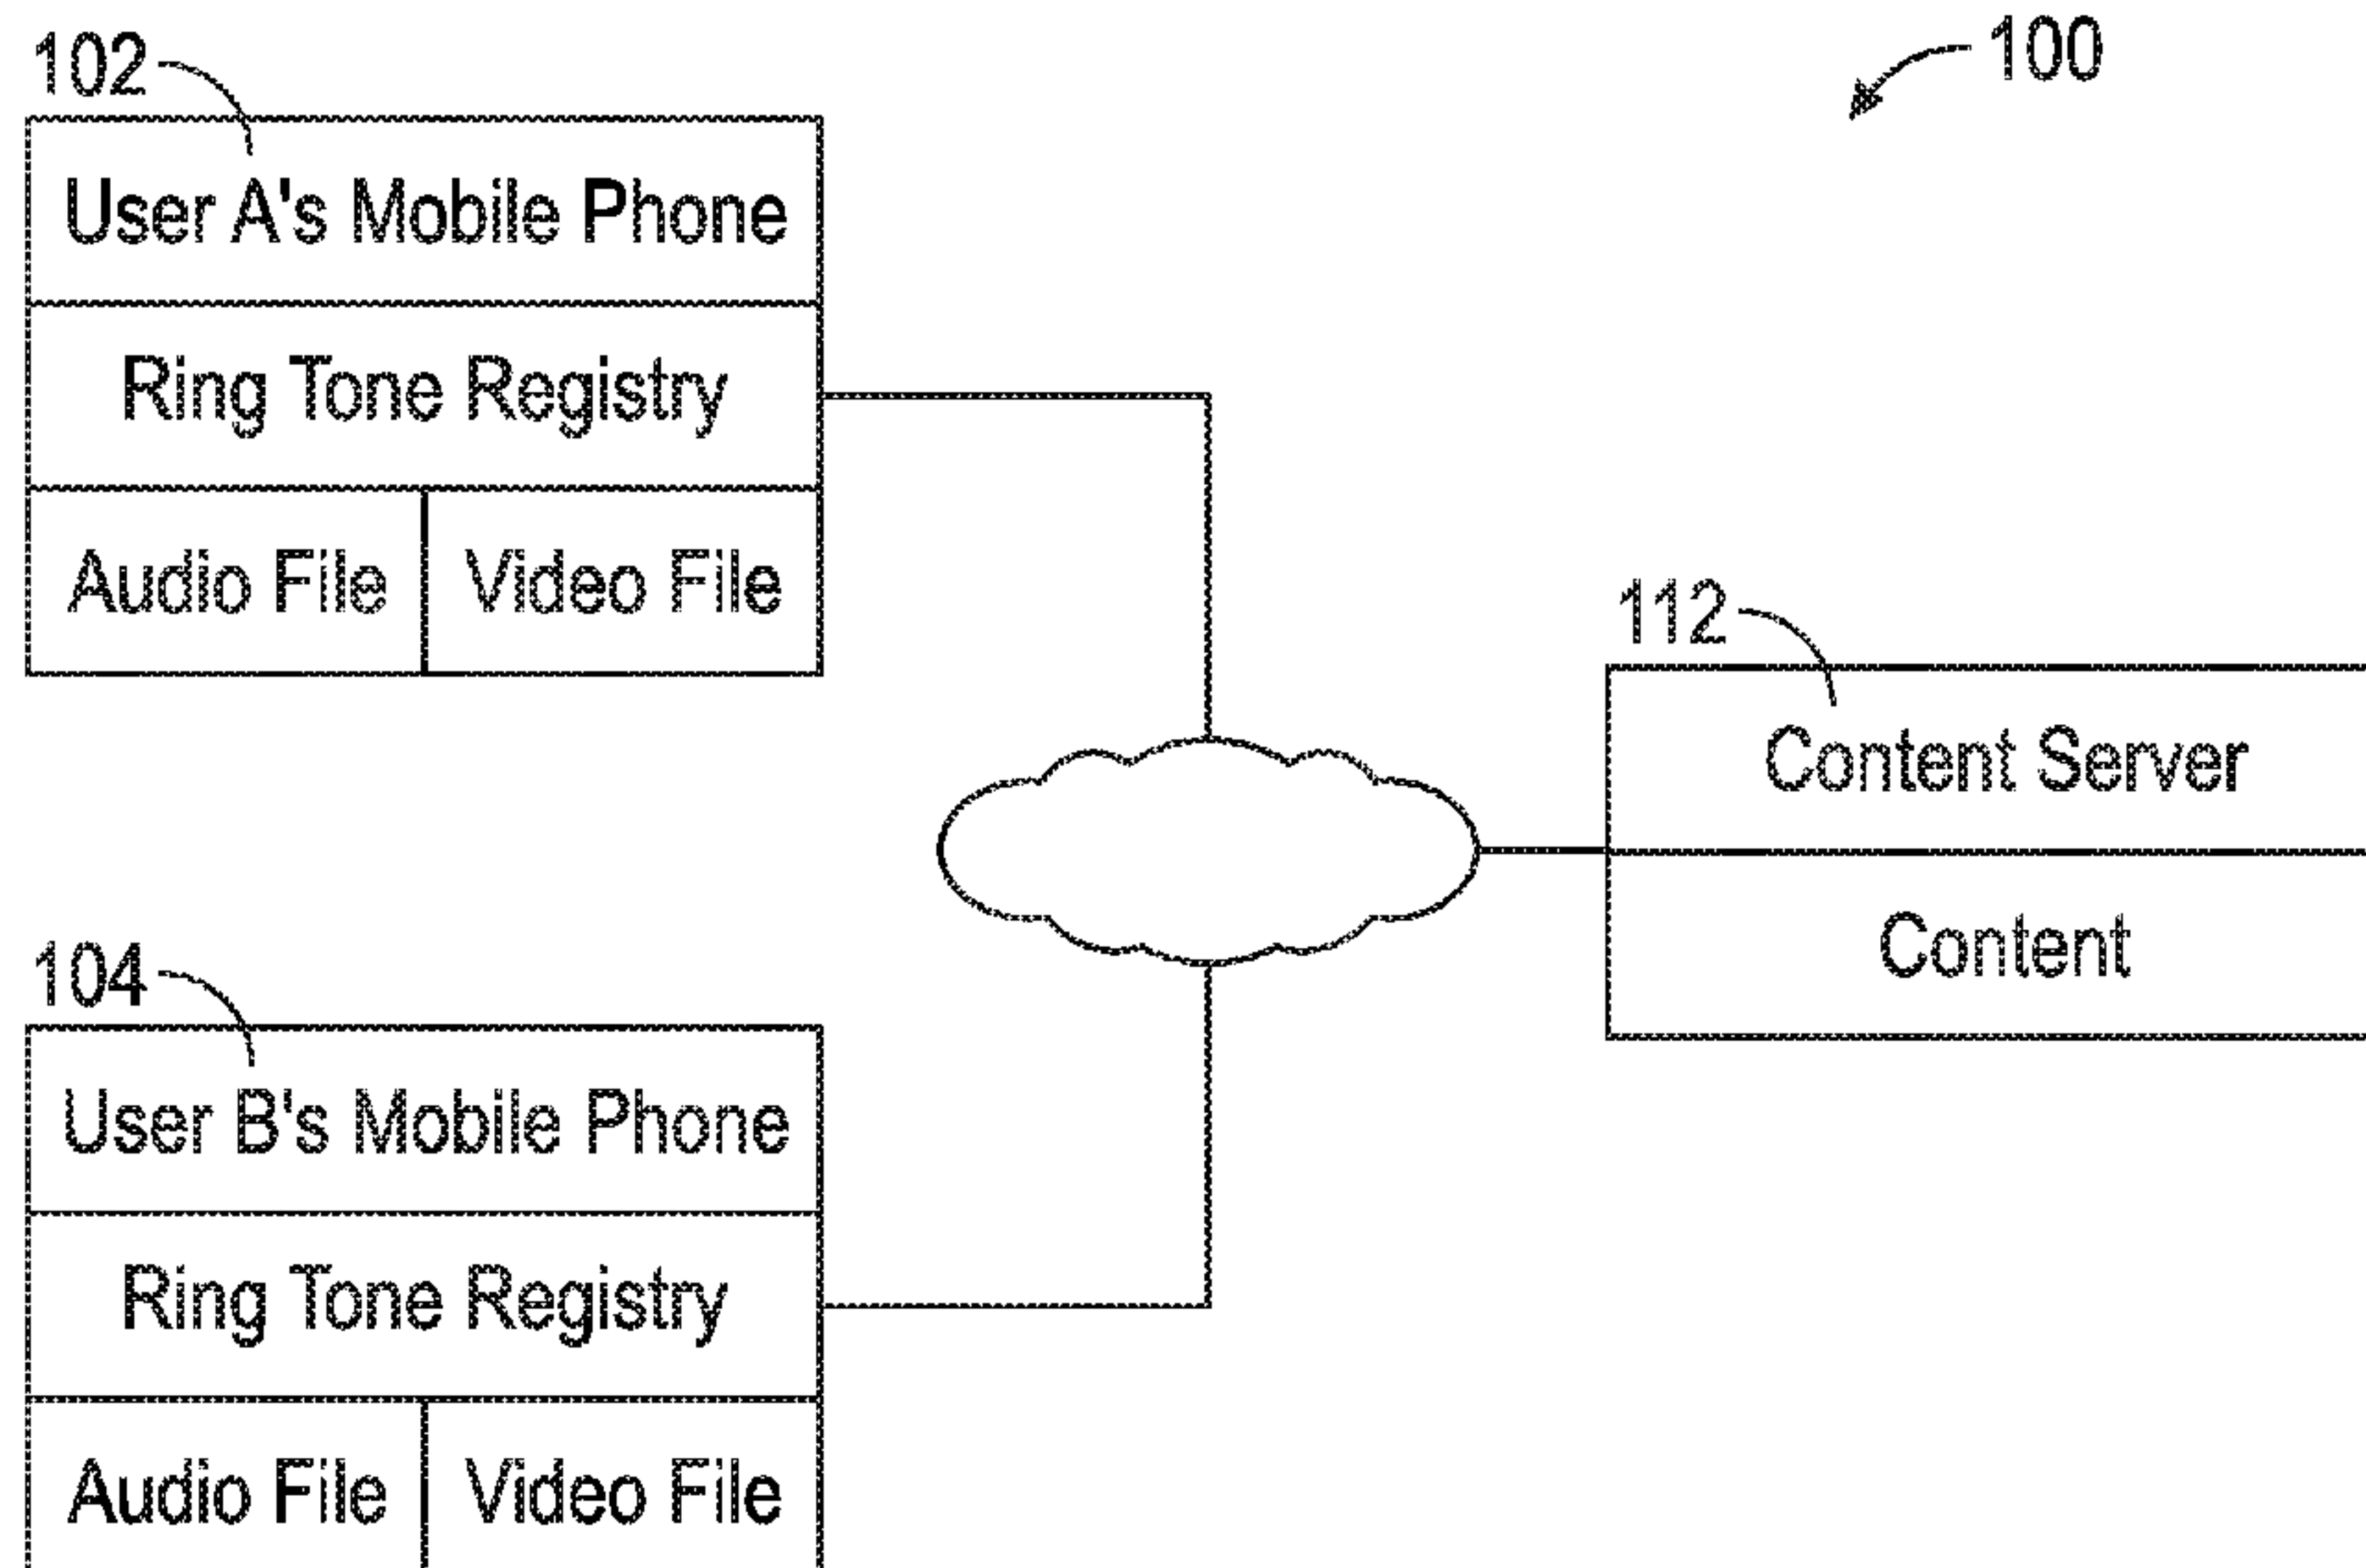 100
102
User A's Mobile Phone
Ring Tone Registry
Audio File Video File
112
Content Server
Content
104
User B's Mobile Phone
Ring Tone Registry
Audio File Video File